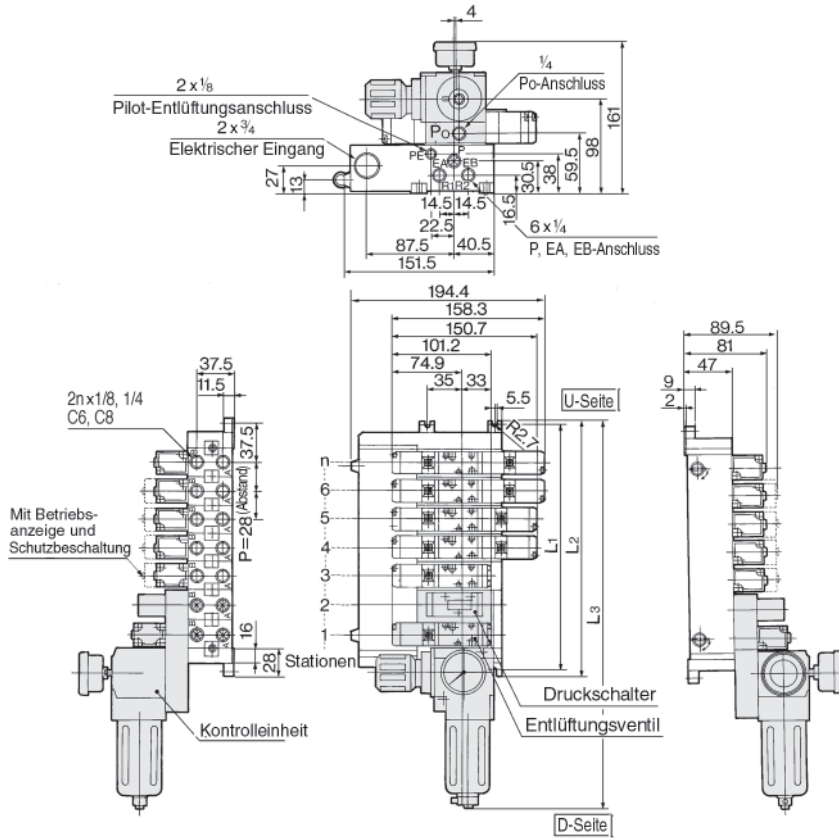 4
2 x 1/8
Pilot-Entlüftungsanschluss
2 x 3/4
Elektrischer Eingang
1/4
Po-Anschluss
Po
PE
P
EA
EB
R1
R2
27
13
161
98
59.5
38
30.5
16.5
14.5
14.5
22.5
87.5
40.5
151.5
6 x 1/4
P, EA, EB-Anschluss
37.5
11.5
2n x 1/8, 1/4
C6, C8
37.5
P=28 (Abstand)
Mit Betriebs-
anzeige und
Schutzbeschaltung
B
A
B
A
16
28
Kontrolleinheit
194.4
158.3
150.7
101.2
74.9
35
33
5.5
R2.7
U-Seite
n
6
5
4
3
2
1
Stationen
L1
L2
L3
Druckschalter
Entlüftungsventil
D-Seite
89.5
81
47
9
2